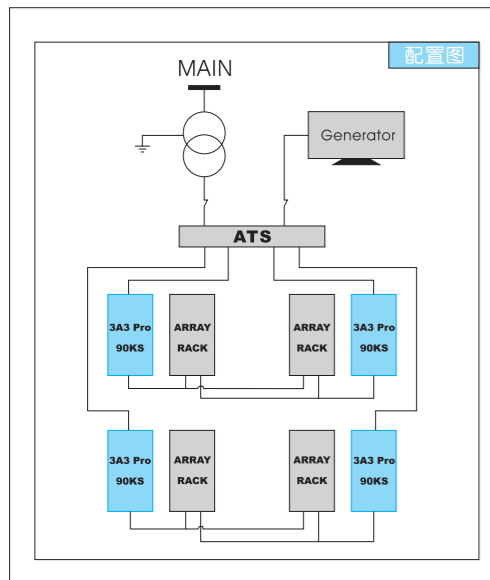 配置图
MAIN
Generator
ATS
3A3 Pro
90KS
ARRAY
RACK
ARRAY
RACK
3A3 Pro
90KS
3A3 Pro
90KS
ARRAY
RACK
ARRAY
RACK
3A3 Pro
90KS